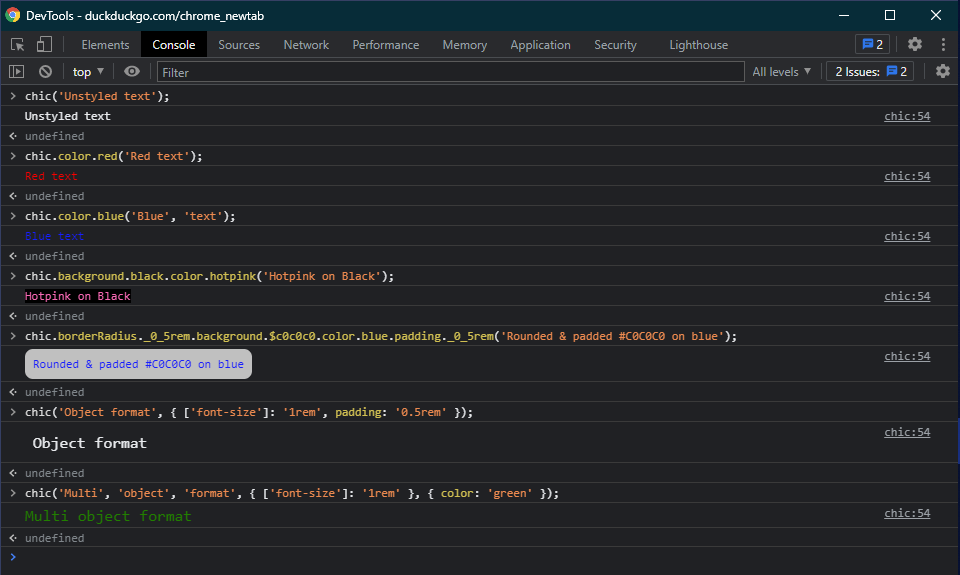 DevTools - duckduckgo.com/chrome_newtab
Elements Console Sources Network Performance Memory Application Security Lighthouse 2
top Filter All levels 2 Issues: 2
chic('Unstyled text');
Unstyled text chic:54
undefined
chic.color.red('Red text');
Red text chic:54
undefined
chic.color.blue('Blue', 'text');
Blue text chic:54
undefined
chic.background.black.color.hotpink('Hotpink on Black');
Hotpink on Black chic:54
undefined
chic.borderRadius._0_5rem.background.$c0c0c0.color.blue.padding._0_5rem('Rounded & padded #C0C0C0 on blue');
Rounded & padded #C0C0C0 on blue chic:54
undefined
chic('Object format', { ['font-size']: '1rem', padding: '0.5rem' });
Object format chic:54
undefined
chic('Multi', 'object', 'format', { ['font-size']: '1rem' }, { color: 'green' });
Multi object format chic:54
undefined